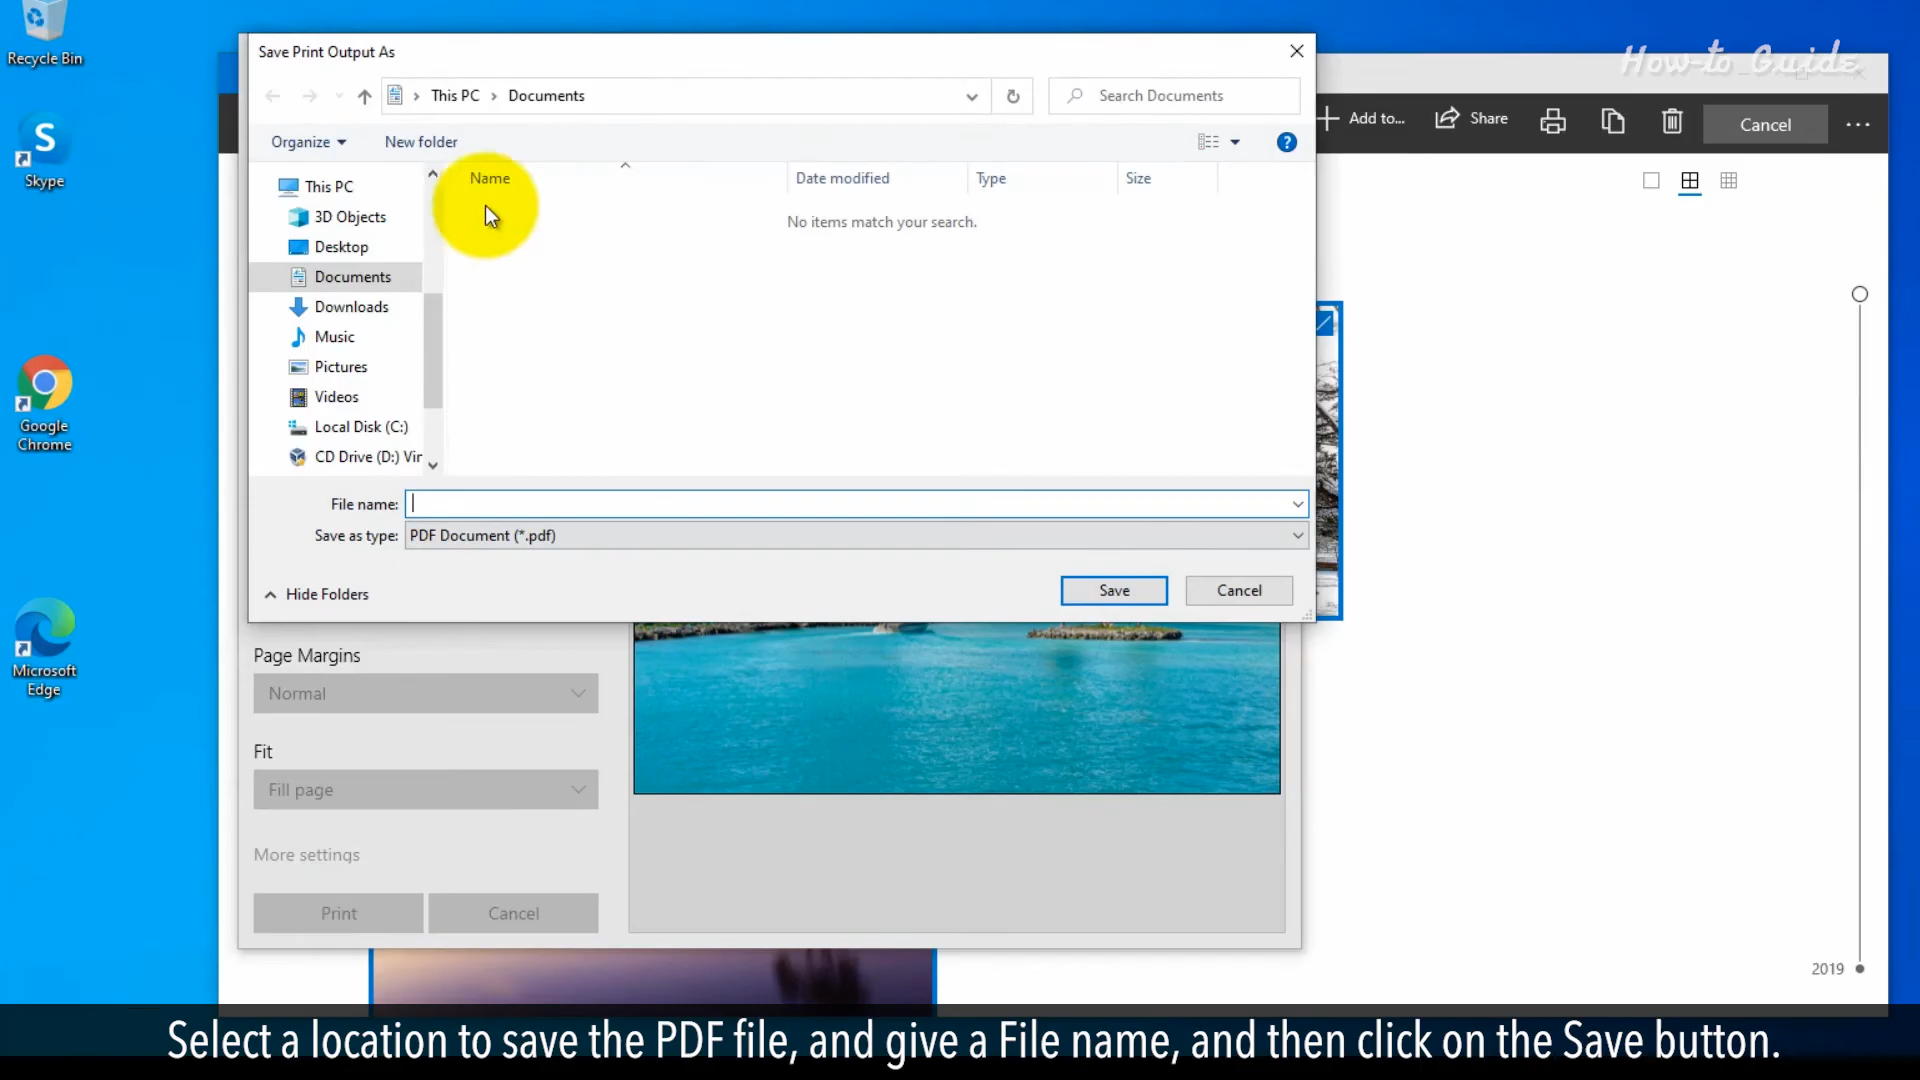 Recycle Bin
Skype
Google
Chrome
Microsoft
Edge
Save Print Output As
This PC > Documents
Search Documents
Organize
New folder
This PC
3D Objects
Desktop
Documents
Downloads
Music
Pictures
Videos
Local Disk (C:)
CD Drive (D:) Vir
Name
Date modified
Type
Size
No items match your search.
File name:
Save as type: PDF Document (*.pdf)
Hide Folders
Save
Cancel
How-to Guide
Add to...
Share
Cancel
Page Margins
Normal
Fit
Fill page
More settings
Print
Cancel
2019
Select a location to save the PDF file, and give a File name, and then click on the Save button.